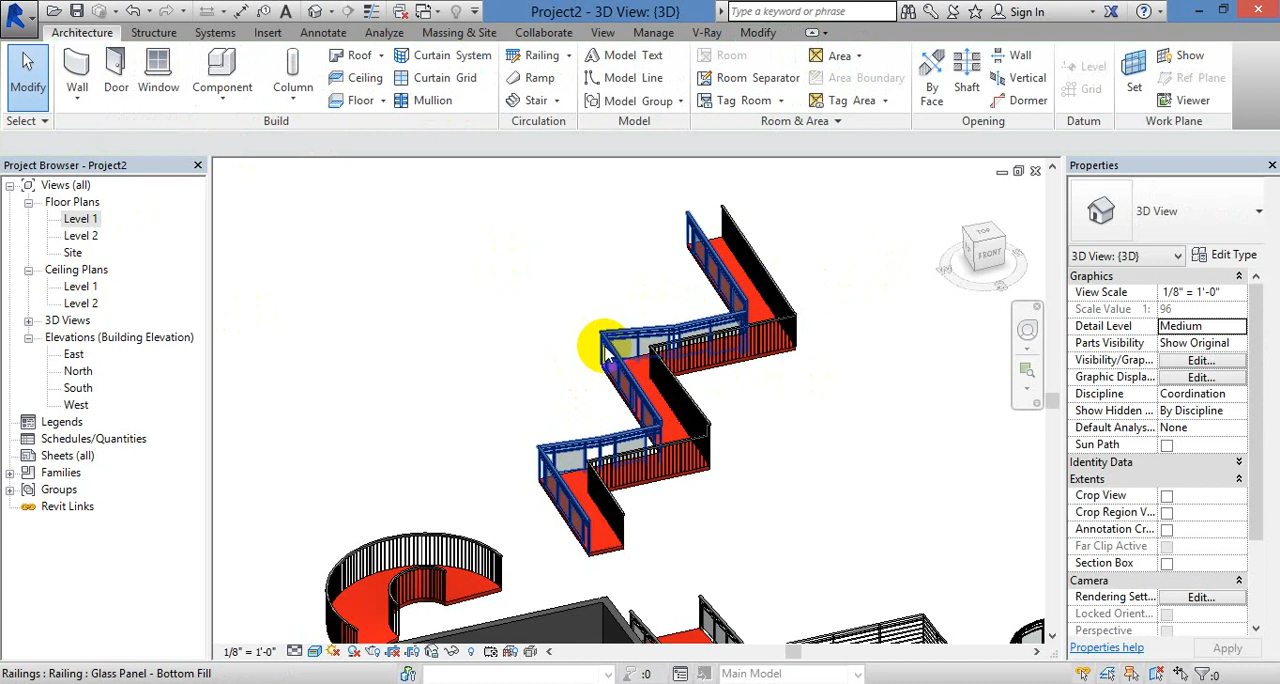 Project2 - 3D View: {3D}
Type a keyword or phrase
Sign In
Architecture Structure Systems Insert Annotate Analyze Massing & Site Collaborate View Manage V-Ray Modify
Modify
Wall
Door
Window
Component
Column
Roof
Ceiling
Floor
Curtain System
Curtain Grid
Mullion
Railing
Ramp
Stair
Model Text
Model Line
Model Group
Room
Room Separator
Tag Room
Area
Area Boundary
Tag Area
By Face
Shaft
Wall
Vertical
Dormer
Level
Grid
Set
Show
Ref Plane
Viewer
Select Build Circulation Model Room & Area Opening Datum Work Plane
Project Browser - Project2
Views (all)
Floor Plans
Level 1
Level 2
Site
Ceiling Plans
Level 1
Level 2
3D Views
Elevations (Building Elevation)
East
North
South
West
Legends
Schedules/Quantities
Sheets (all)
Families
Groups
Revit Links
TOP
FRONT
Properties
3D View
3D View: {3D} Edit Type
Graphics
View Scale 1/8" = 1'-0"
Scale Value 1: 96
Detail Level Medium
Parts Visibility Show Original
Visibility/Grap... Edit...
Graphic Displa... Edit...
Discipline Coordination
Show Hidden ... By Discipline
Default Analys... None
Sun Path
Identity Data
Extents
Crop View
Crop Region V...
Annotation Cr...
Far Clip Active
Section Box
Camera
Rendering Sett... Edit...
Locked Orient...
Perspective
Properties help Apply
1/8" = 1'-0"
Railings : Railing : Glass Panel - Bottom Fill
:0
Main Model
:0